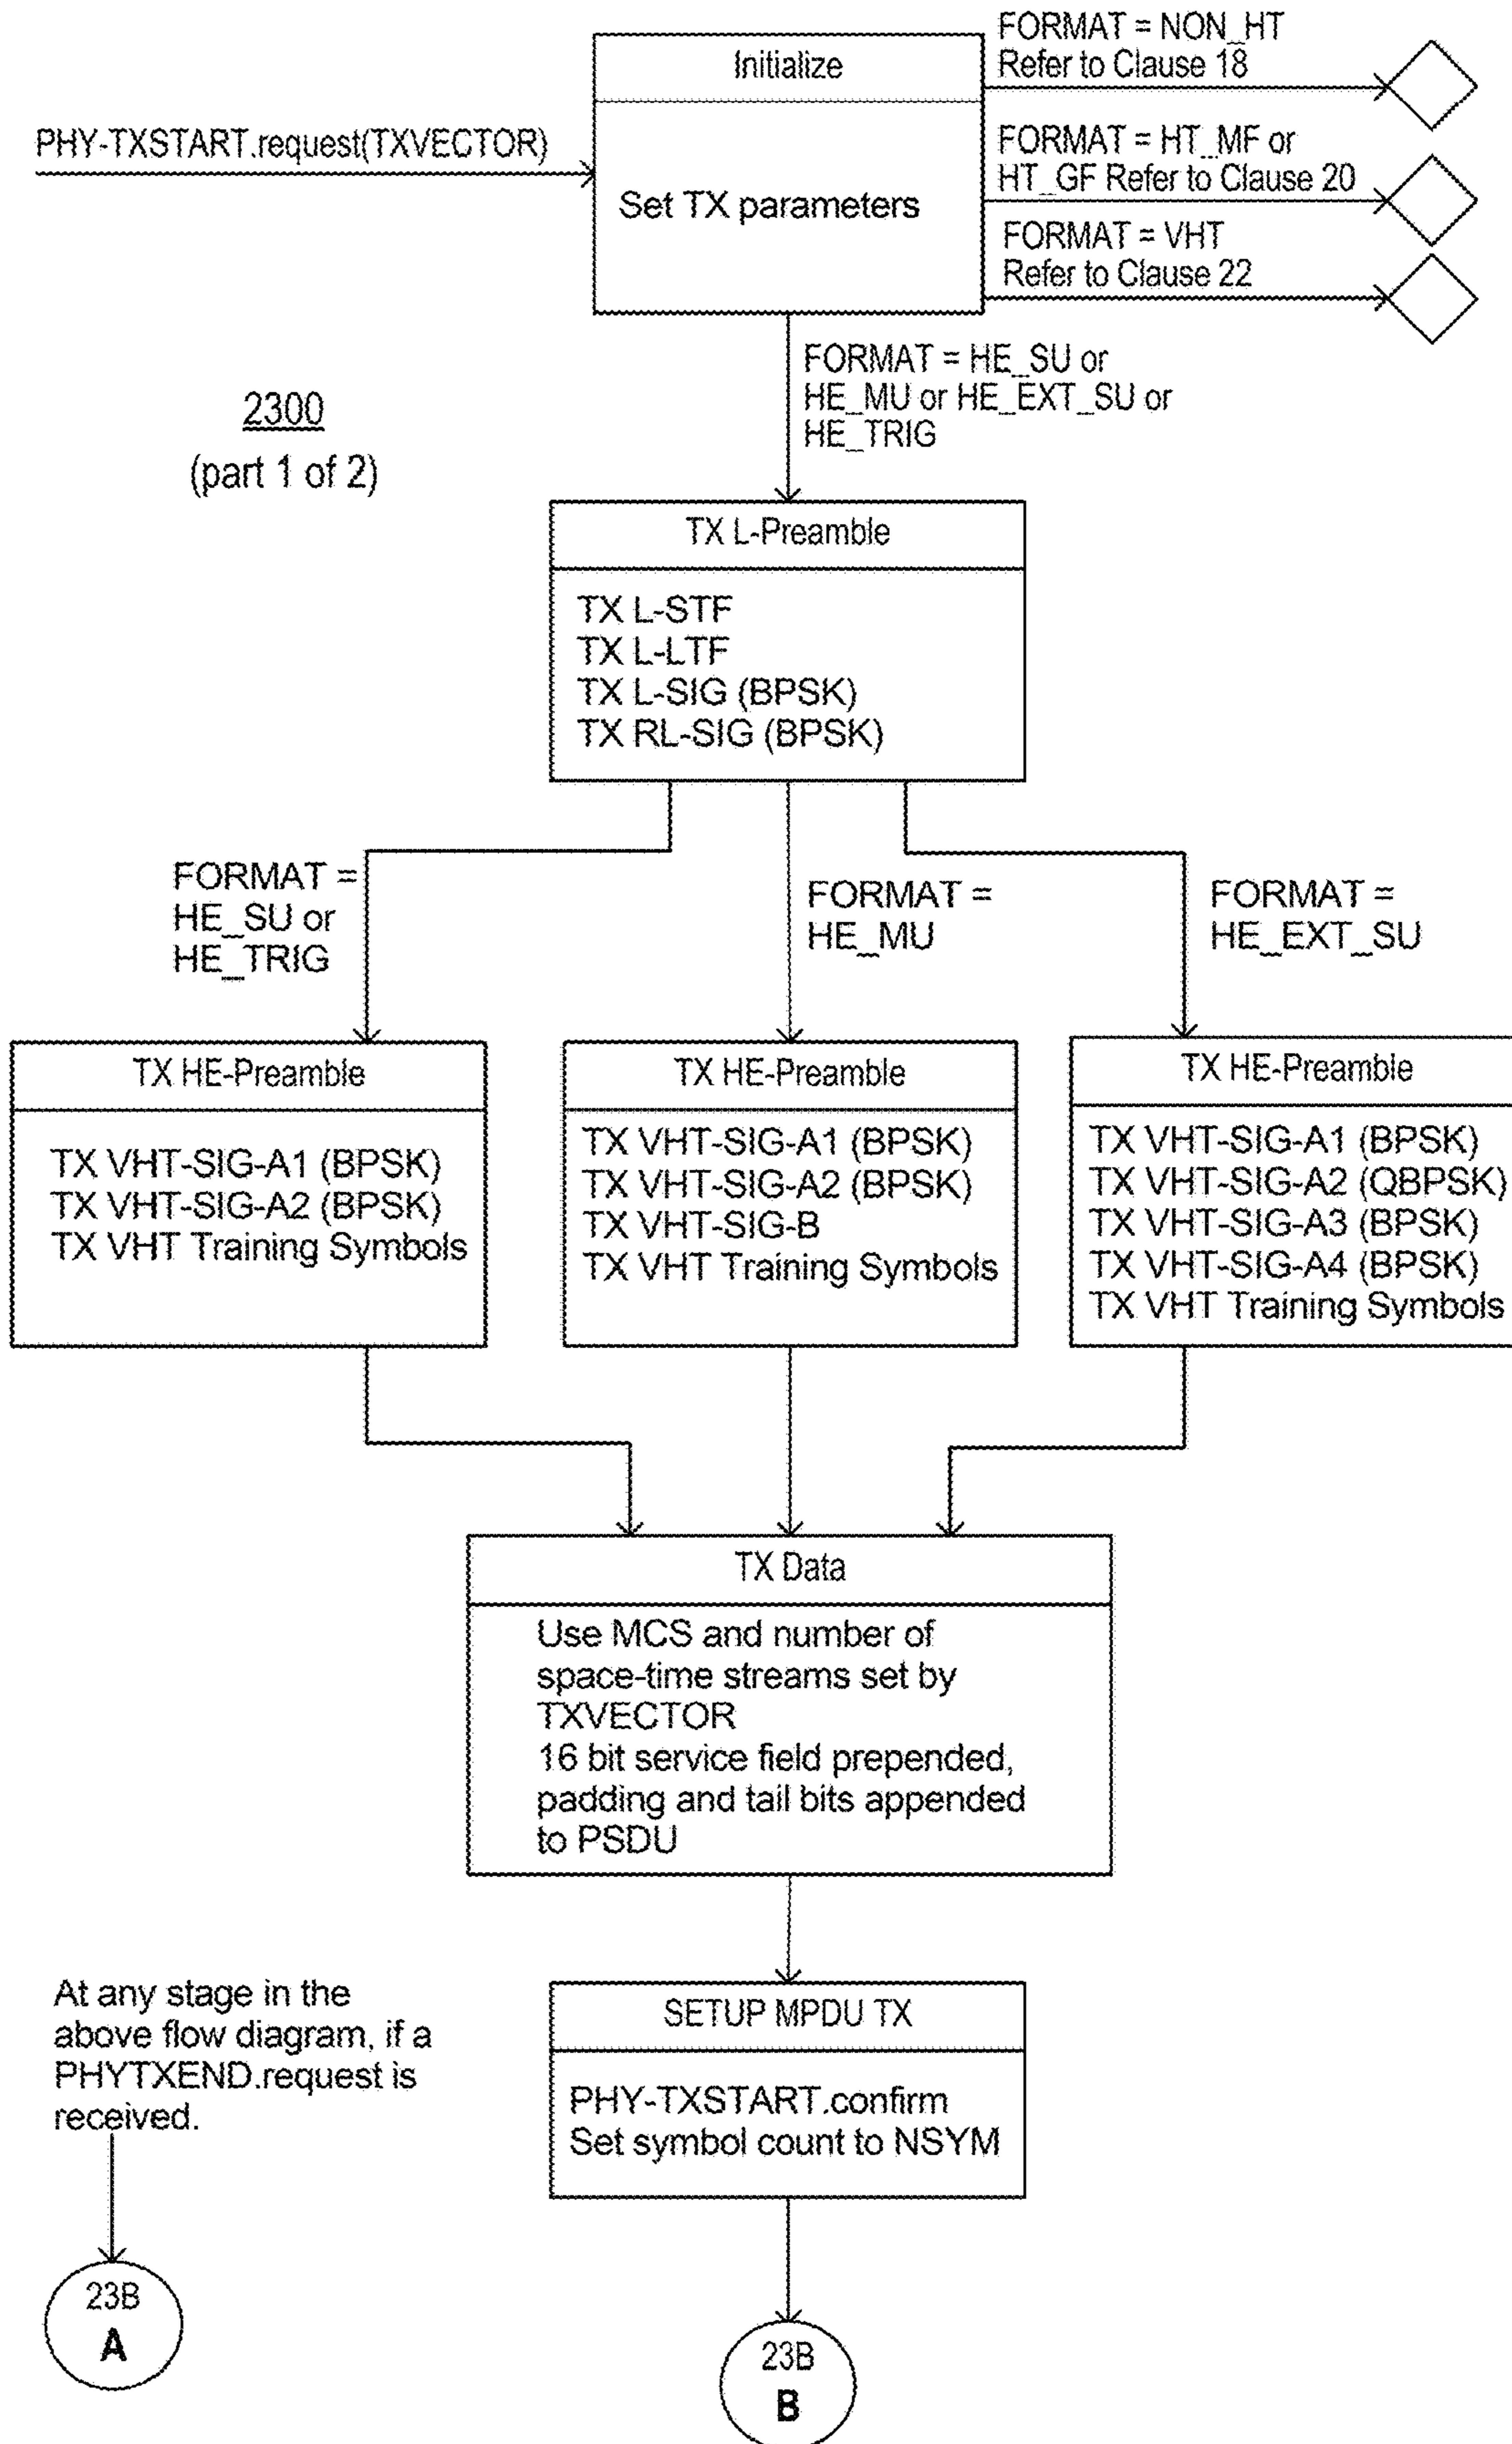 FORMAT = NON_HT
Refer to Clause 18
Initialize
PHY-TXSTART.request(TXVECTOR)
FORMAT = HT_MF or
HT_GF Refer to Clause 20
Set TX parameters
FORMAT = VHT
Refer to Clause 22
FORMAT = HE_SU or
HE_MU or HE_EXT_SU or
HE_TRIG
2300
(part 1 of 2)
TX L-Preamble
TX L-STF
TX L-LTF
TX L-SIG (BPSK)
TX RL-SIG (BPSK)
FORMAT =
HE_SU or
HE_TRIG
FORMAT =
HE_MU
FORMAT =
HE_EXT_SU
TX HE-Preamble
TX VHT-SIG-A1 (BPSK)
TX VHT-SIG-A2 (BPSK)
TX VHT Training Symbols
TX HE-Preamble
TX VHT-SIG-A1 (BPSK)
TX VHT-SIG-A2 (BPSK)
TX VHT-SIG-B
TX VHT Training Symbols
TX HE-Preamble
TX VHT-SIG-A1 (BPSK)
TX VHT-SIG-A2 (QBPSK)
TX VHT-SIG-A3 (BPSK)
TX VHT-SIG-A4 (BPSK)
TX VHT Training Symbols
TX Data
Use MCS and number of
space-time streams set by
TXVECTOR
16 bit service field prepended,
padding and tail bits appended
to PSDU
SETUP MPDU TX
PHY-TXSTART.confirm
Set symbol count to NSYM
At any stage in the
above flow diagram, if a
PHYTXEND.request is
received.
23B
A
23B
B